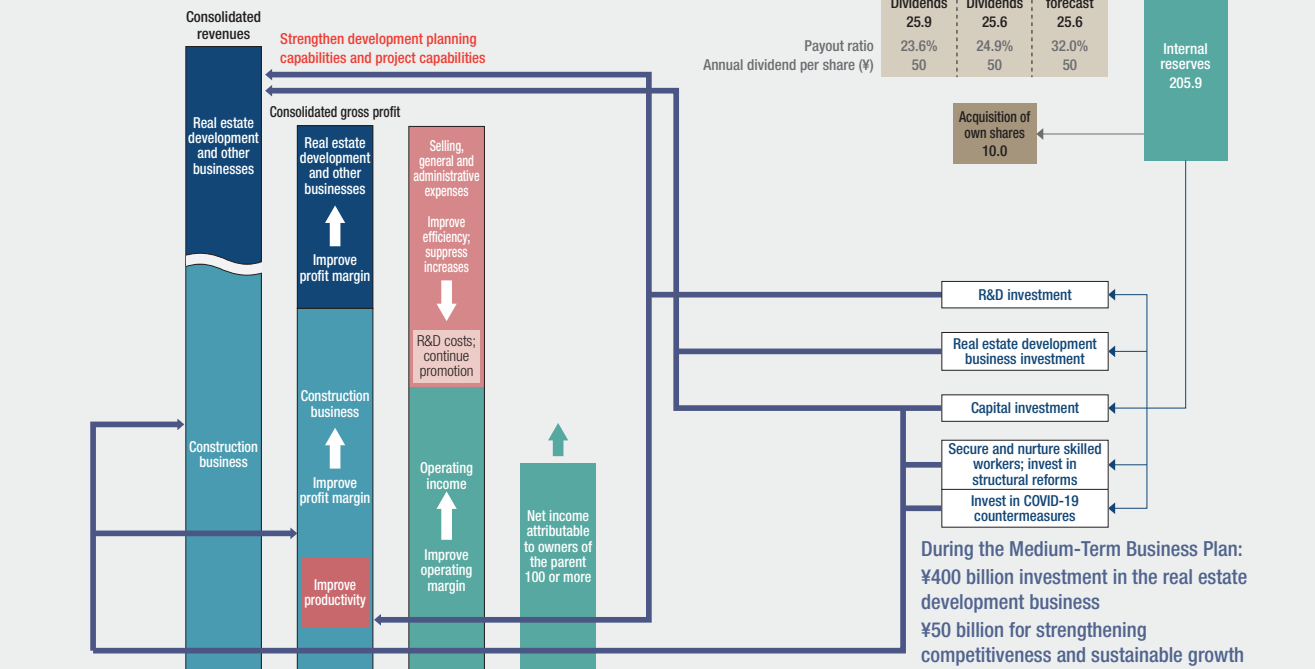 Consolidated
revenues
Strengthen development planning
capabilities and project capabilities
Dividends Dividends forecast
25.9 25.6 25.6
Payout ratio 23.6% 24.9% 32.0%
Annual dividend per share (¥) 50 50 50
Internal
reserves
205.9
Acquisition of
own shares
10.0
Real estate
development
and other
businesses
Construction
business
Consolidated gross profit
Real estate
development
and other
businesses
Improve
profit margin
Construction
business
Improve
profit margin
Improve
productivity
Selling,
general and
administrative
expenses
Improve
efficiency;
suppress
increases
R&D costs;
continue
promotion
Operating
income
Improve
operating
margin
Net income
attributable
to owners of
the parent
100 or more
R&D investment
Real estate development
business investment
Capital investment
Secure and nurture skilled
workers; invest in
structural reforms
Invest in COVID-19
countermeasures
During the Medium-Term Business Plan:
¥400 billion investment in the real estate
development business
¥50 billion for strengthening
competitiveness and sustainable growth